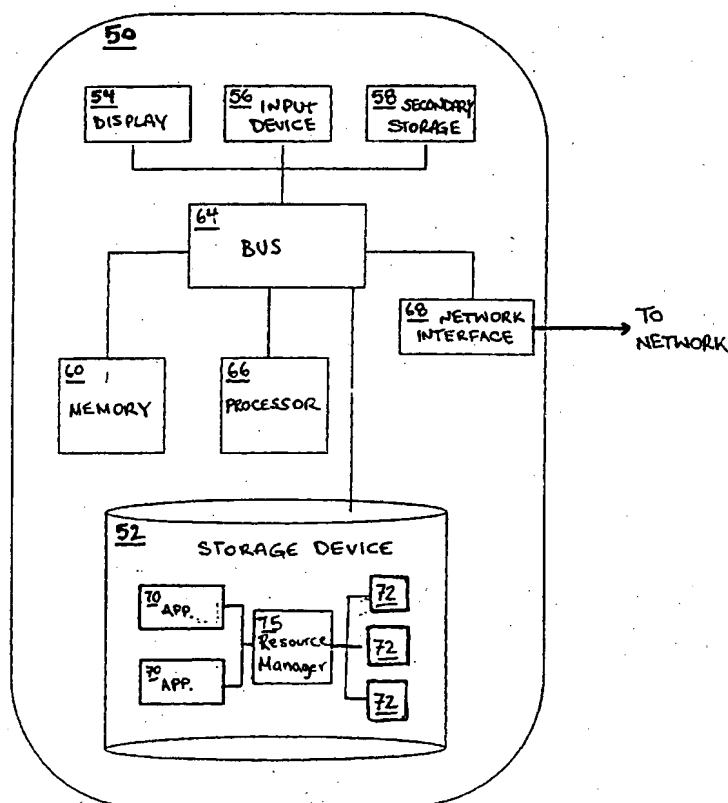 50
54 DISPLAY
56 INPUT
DEVICE
58 SECONDARY
STORAGE
64
BUS
68 NETWORK
INTERFACE
TO
NETWORK
60
MEMORY
66
PROCESSOR
52
STORAGE DEVICE
70 APP.
75
Resource
Manager
72
72
70 APP.
72